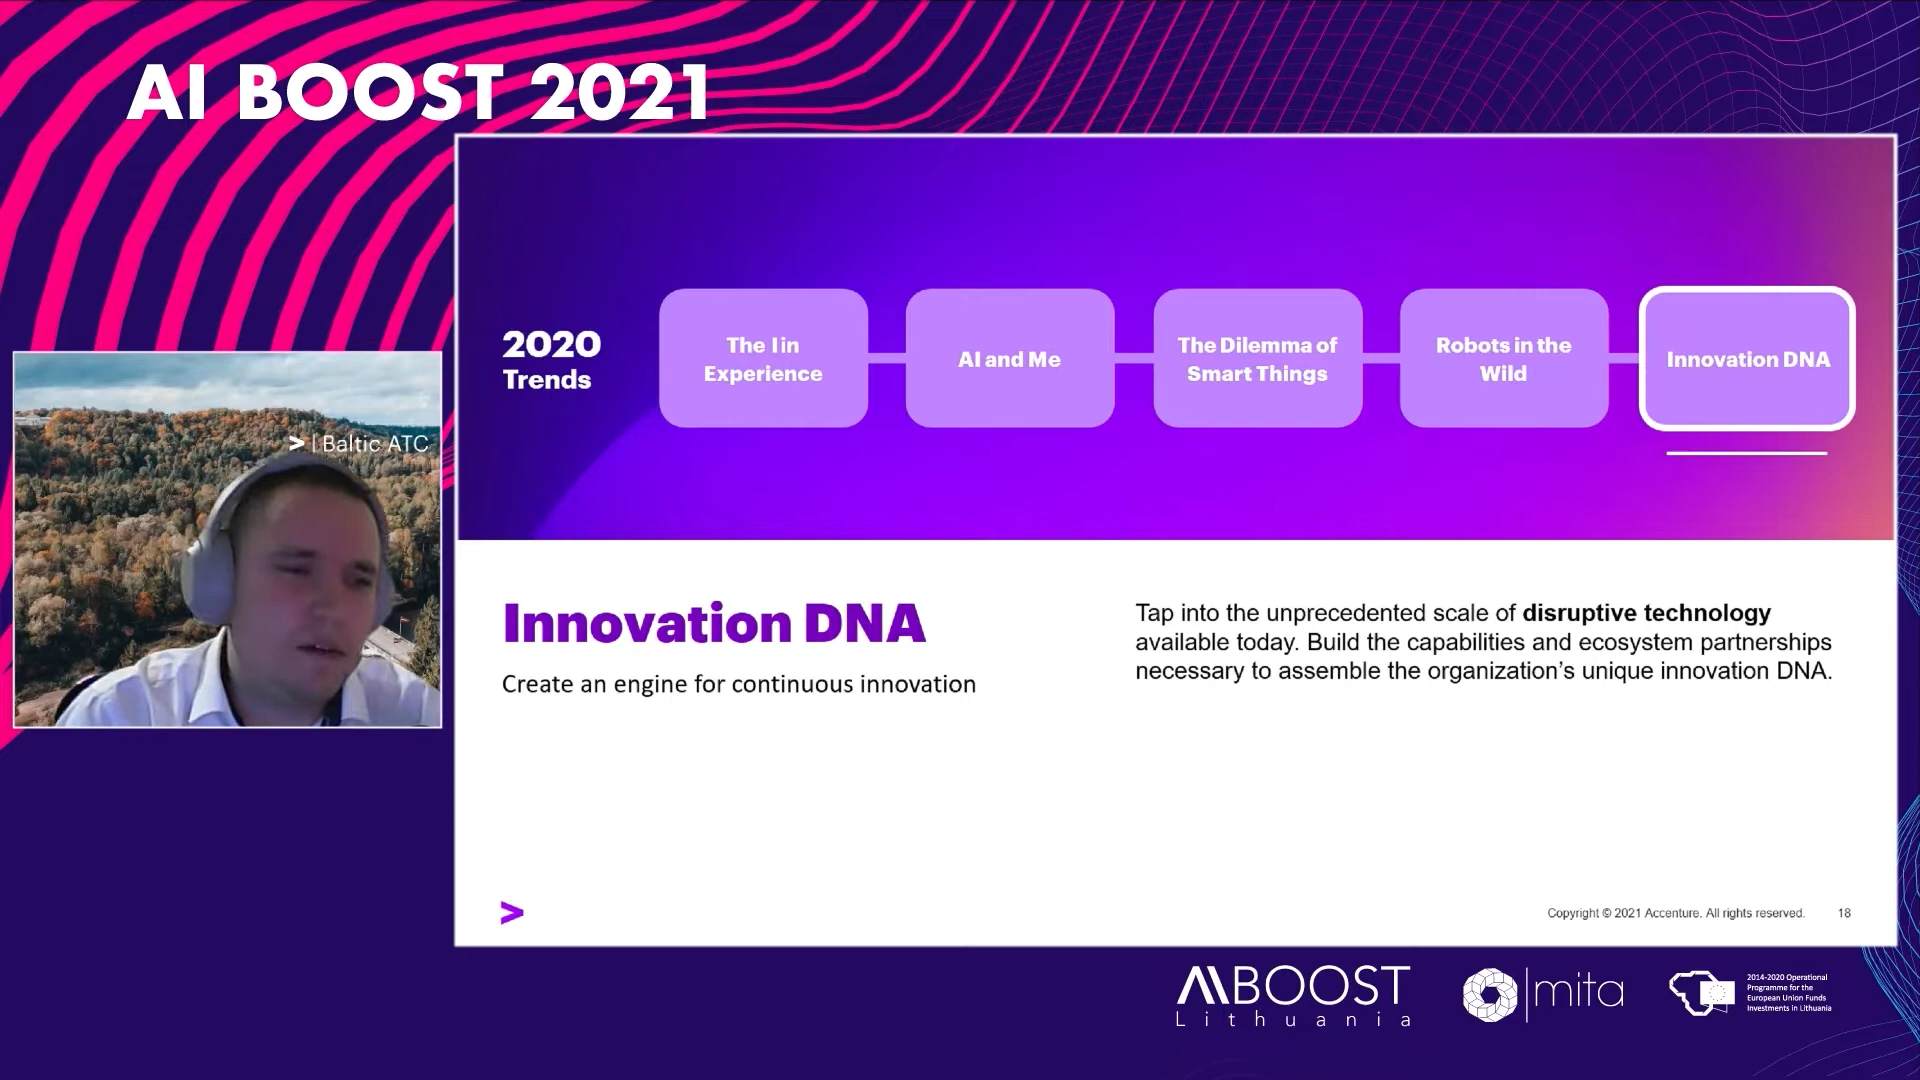 AI BOOST 2021
2020
Trends
The I in
Experience
AI and Me
The Dilemma of
Smart Things
Robots in the
Wild
Innovation DNA
> | Baltic ATC
Innovation DNA
Create an engine for continuous innovation
Tap into the unprecedented scale of disruptive technology
available today. Build the capabilities and ecosystem partnerships
necessary to assemble the organization’s unique innovation DNA.
>
Copyright © 2021 Accenture. All rights reserved.
18
AI BOOST
Lithuania
mita
2014-2020 Operational
Programme for the
European Union Funds
Investments in Lithuania